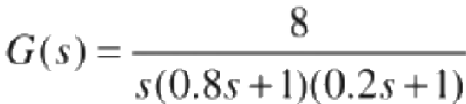 G(s) = 8 / s(0.8s+1)(0.2s+1)